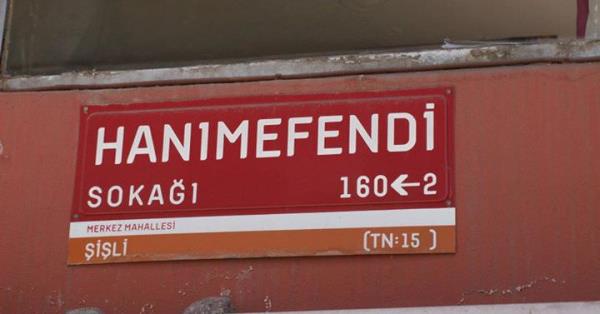 HANIMEFENDİ
SOKAĞI 160←2
MERKEZ MAHALLESİ
ŞİŞLİ (TN:15 )